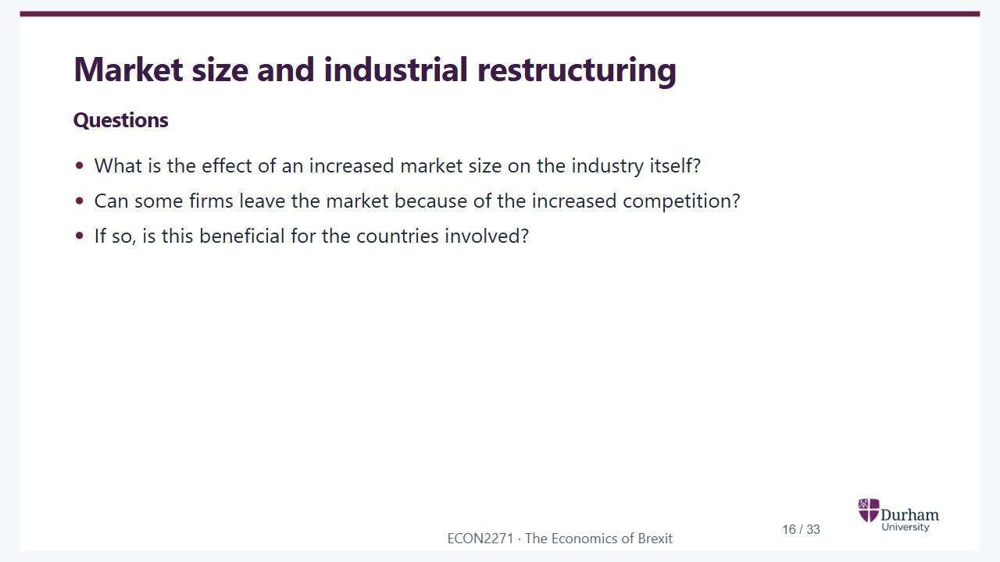 Market size and industrial restructuring
Questions
• What is the effect of an increased market size on the industry itself?
• Can some firms leave the market because of the increased competition?
• If so, is this beneficial for the countries involved?
ECON2271 · The Economics of Brexit
16 / 33
Durham
University